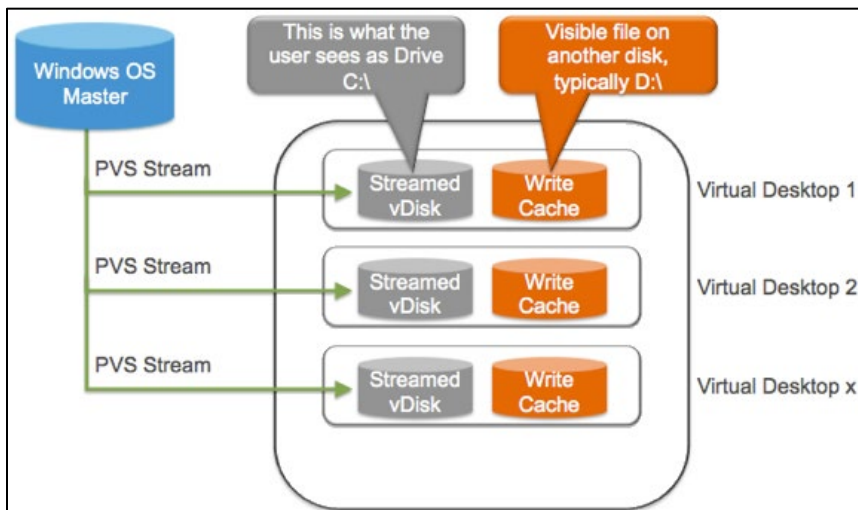 Windows OS
Master
This is what the
user sees as Drive
C:\
Visible file on
another disk,
typically D:\
PVS Stream
Streamed
vDisk
Write
Cache
Virtual Desktop 1
PVS Stream
Streamed
vDisk
Write
Cache
Virtual Desktop 2
PVS Stream
Streamed
vDisk
Write
Cache
Virtual Desktop x